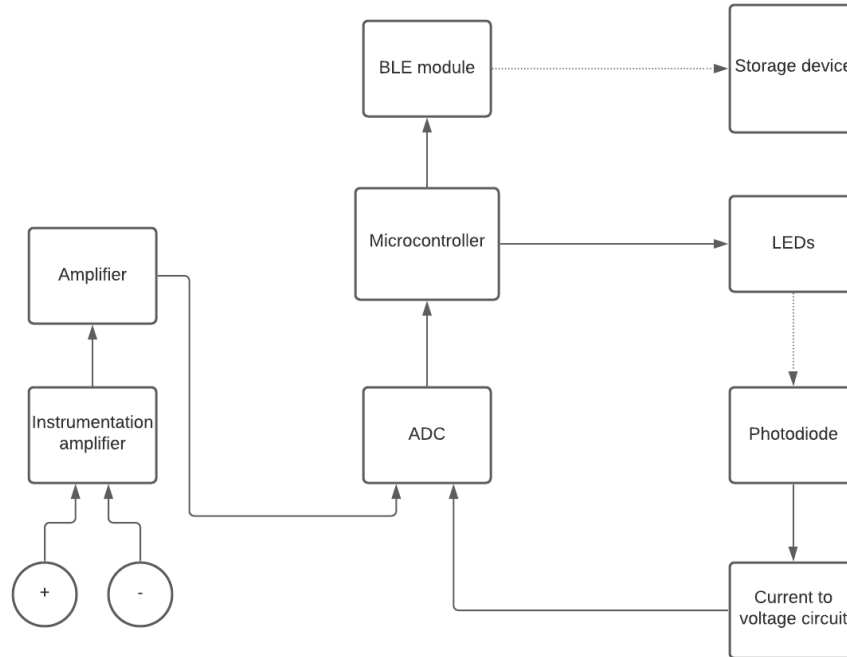 BLE module
Storage device
Microcontroller
LEDs
Amplifier
Instrumentation
amplifier
ADC
Photodiode
+
-
Current to
voltage circuit